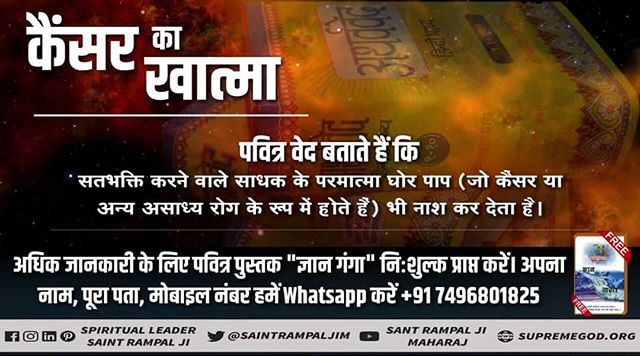 कैंसर का
खात्मा
पवित्र वेद बताते हैं कि
सतभक्ति करने वाले साधक के परमात्मा घोर पाप (जो कैंसर या
अन्य असाध्य रोग के रूप में होते हैं) भी नाश कर देता है।
अधिक जानकारी के लिए पवित्र पुस्तक "ज्ञान गंगा" नि:शुल्क प्राप्त करें। अपना
नाम, पूरा पता, मोबाइल नंबर हमें Whatsapp करें +91 7496801825
FREE
ज्ञान
गंगा
FREE
SPIRITUAL LEADER
SAINT RAMPAL JI
@SAINTRAMPALJIM
SANT RAMPAL JI
MAHARAJ
SUPREMEGOD.ORG